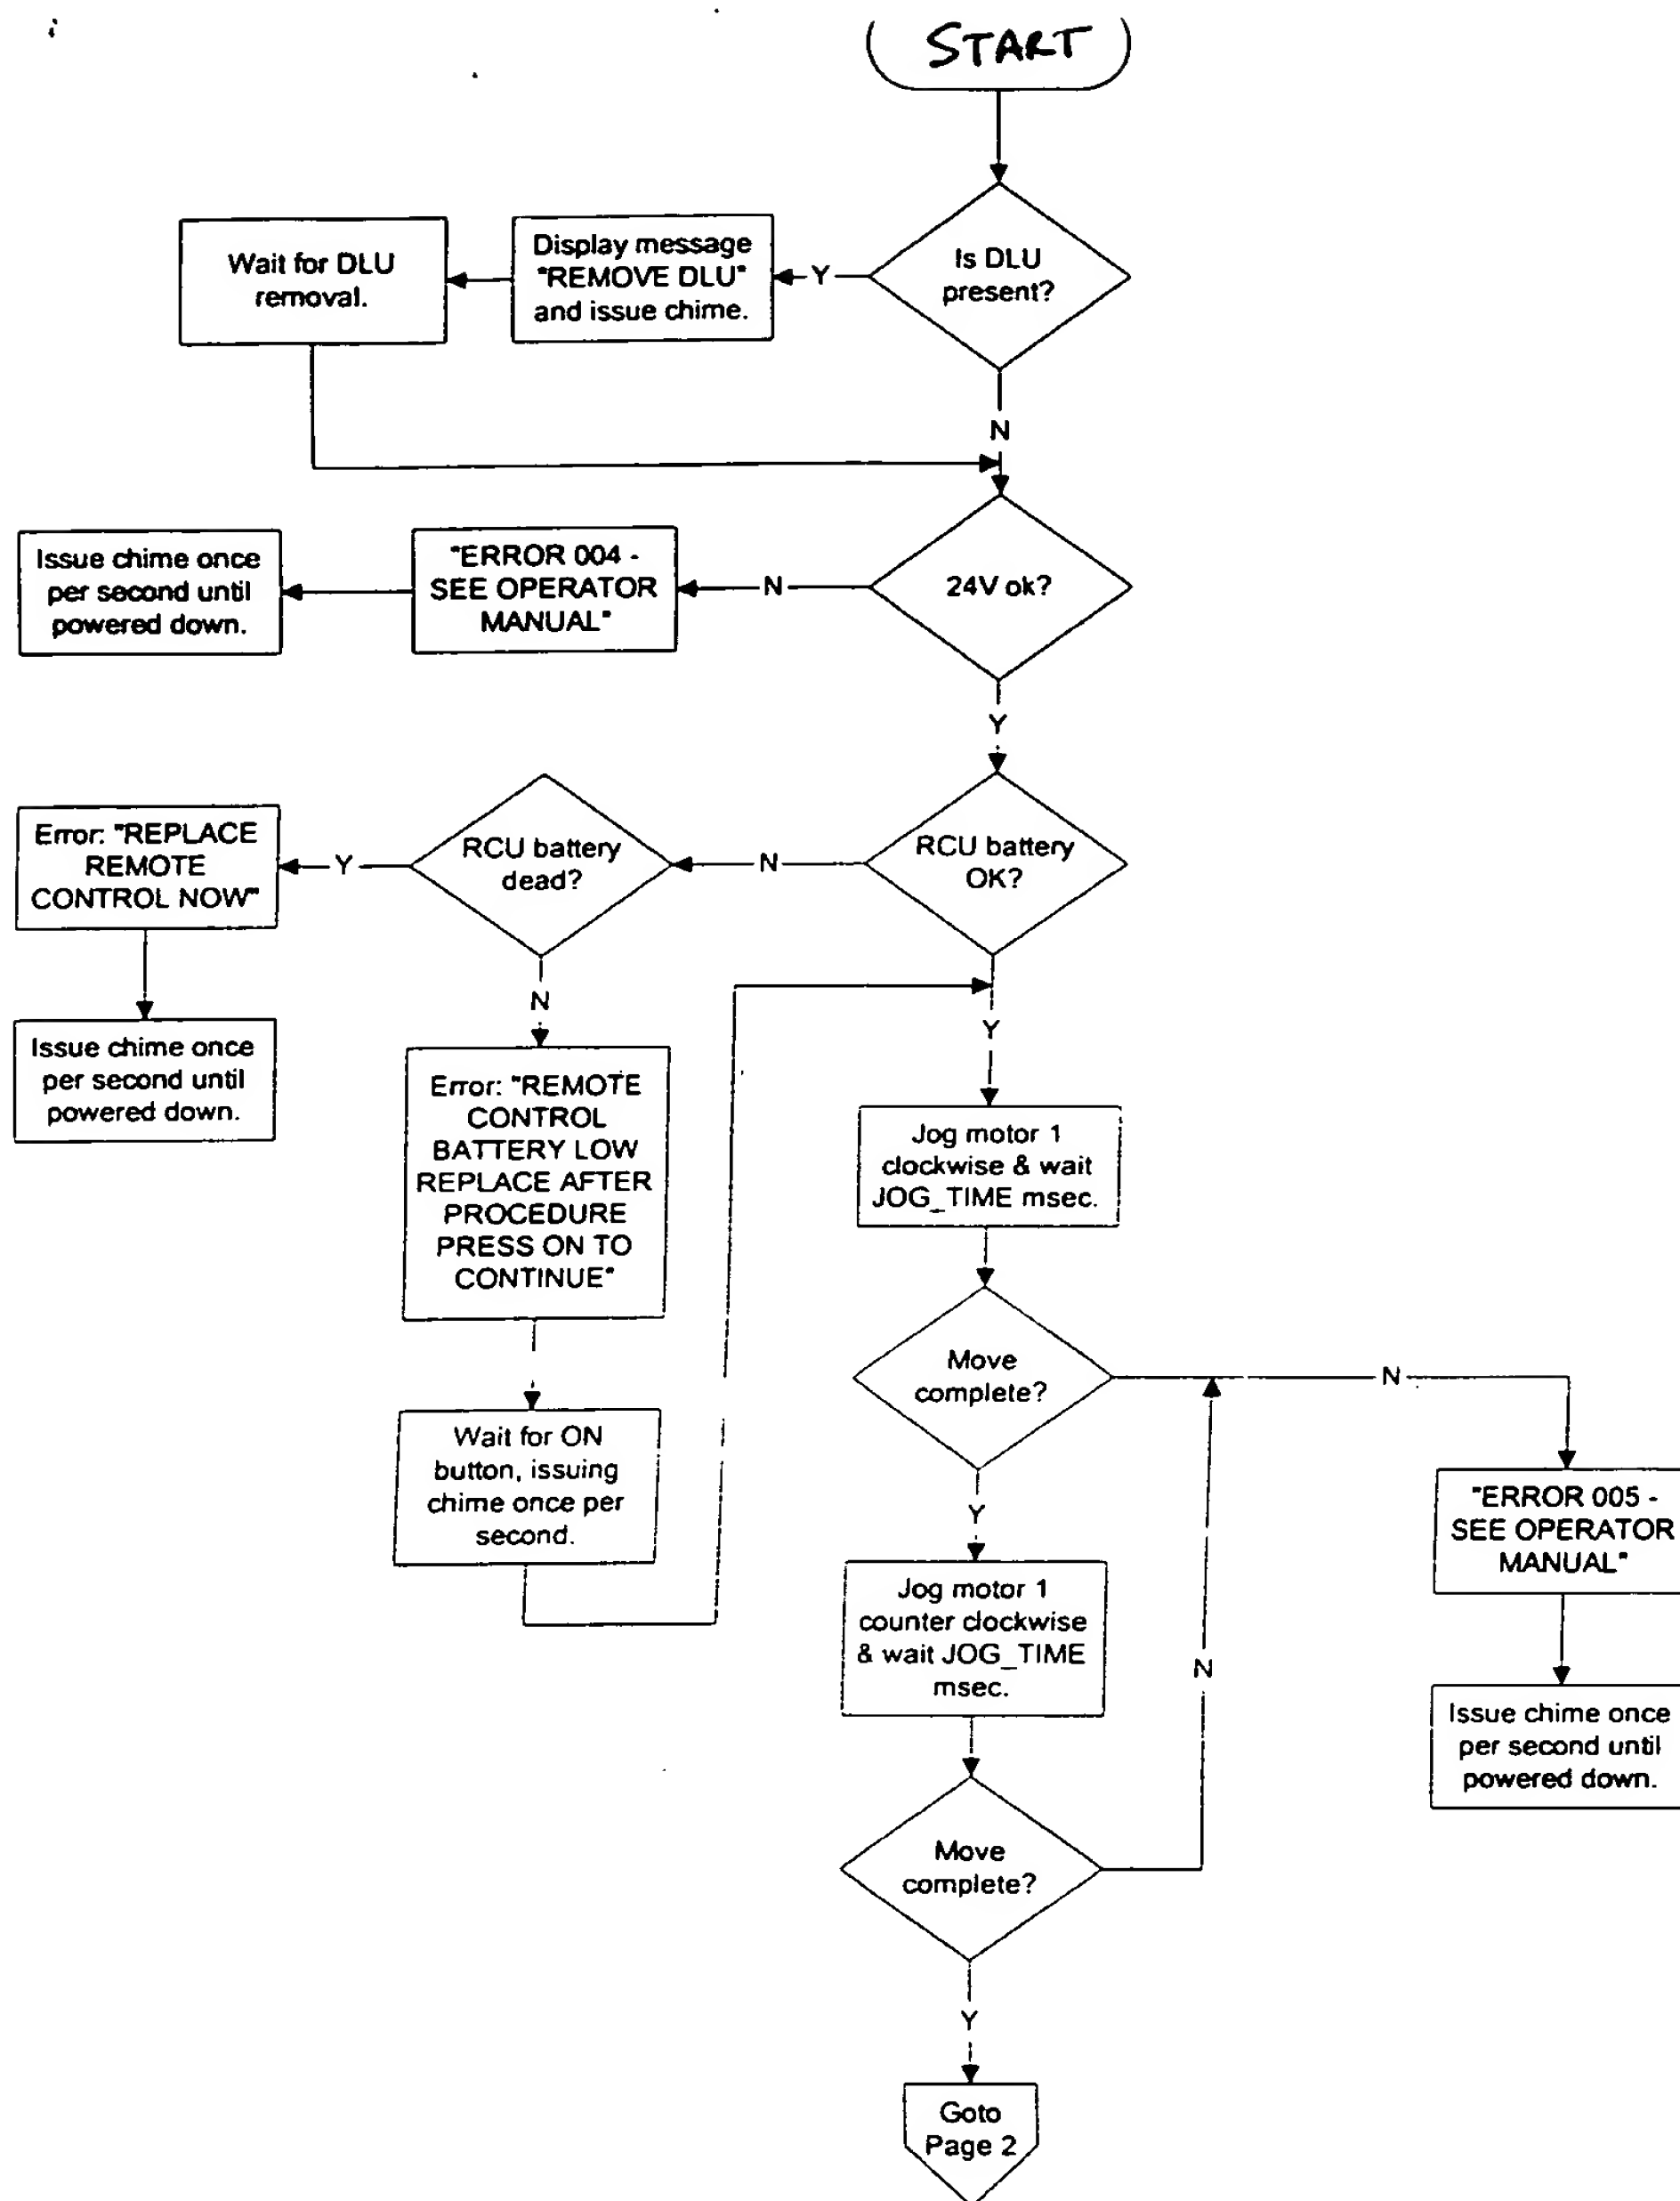 START
Is DLU
present?
Y
Display message
"REMOVE DLU"
and issue chime.
Wait for DLU
removal.
N
24V ok?
N
"ERROR 004 -
SEE OPERATOR
MANUAL"
Issue chime once
per second until
powered down.
Y
RCU battery
OK?
N
RCU battery
dead?
Y
Error: "REPLACE
REMOTE
CONTROL NOW"
Issue chime once
per second until
powered down.
N
Error: "REMOTE
CONTROL
BATTERY LOW
REPLACE AFTER
PROCEDURE
PRESS ON TO
CONTINUE"
Wait for ON
button, issuing
chime once per
second.
Y
Jog motor 1
clockwise & wait
JOG_TIME msec.
Move
complete?
N
"ERROR 005 -
SEE OPERATOR
MANUAL"
Issue chime once
per second until
powered down.
Y
Jog motor 1
counter clockwise
& wait JOG_TIME
msec.
N
Move
complete?
Y
Goto
Page 2